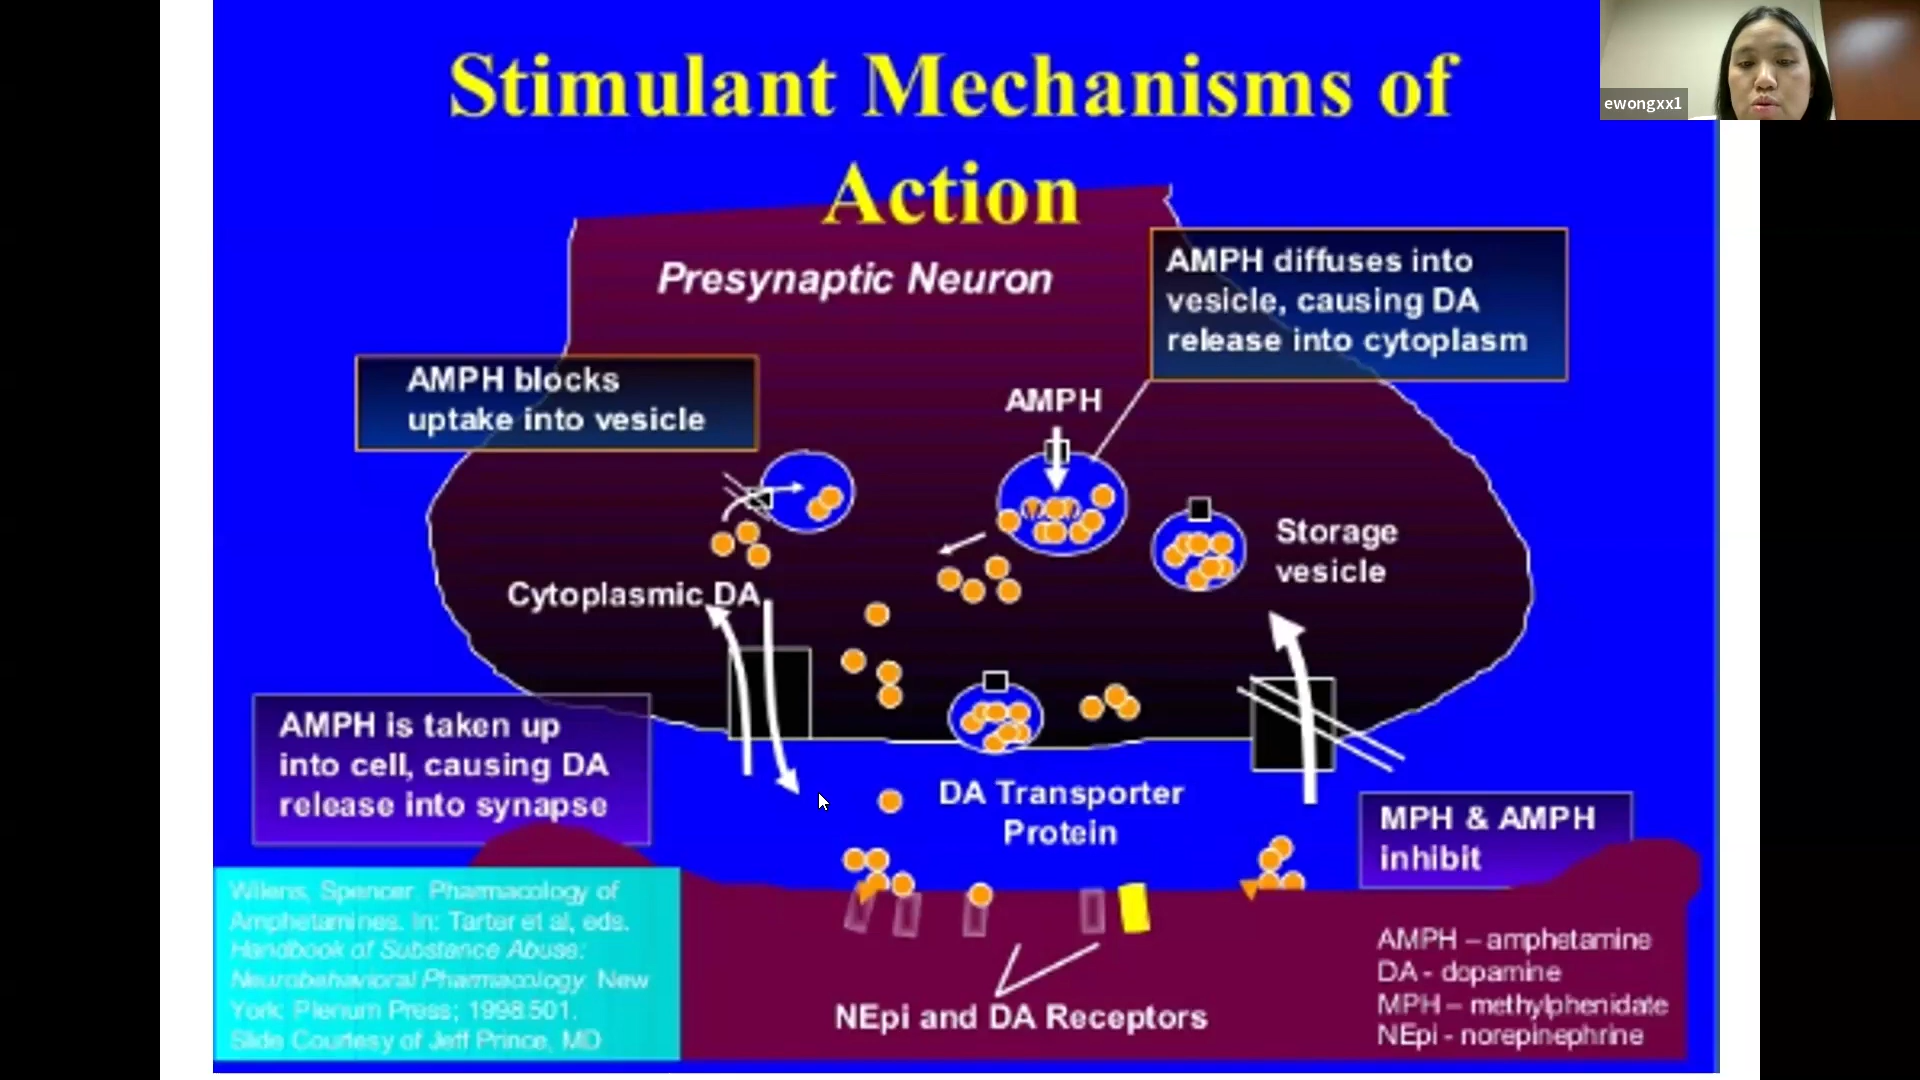 Stimulant Mechanisms of
Action
ewongxx1
Presynaptic Neuron
AMPH diffuses into
vesicle, causing DA
release into cytoplasm
AMPH blocks
uptake into vesicle
AMPH
Storage
vesicle
Cytoplasmic DA
AMPH is taken up
into cell, causing DA
release into synapse
DA Transporter
Protein
MPH & AMPH
inhibit
Wilens, Spencer. Pharmacology of
Amphetamines. In: Tarter et al, eds.
Handbook of Substance Abuse:
Neurobehavioral Pharmacology. New
York: Plenum Press; 1998:501.
Slide Courtesy of Jeff Prince, MD
NEpi and DA Receptors
AMPH – amphetamine
DA - dopamine
MPH – methylphenidate
NEpi - norepinephrine